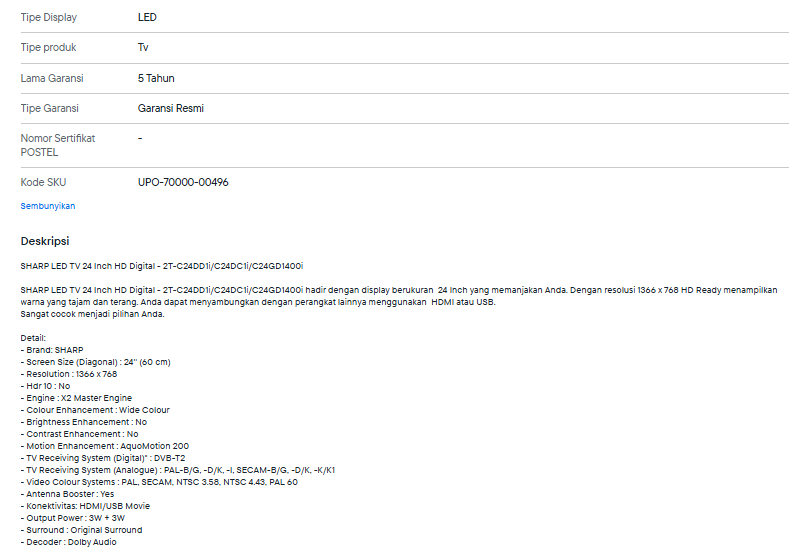 Tipe Display LED
Tipe produk Tv
Lama Garansi 5 Tahun
Tipe Garansi Garansi Resmi
Nomor Sertifikat POSTEL -
Kode SKU UPO-70000-00496
Sembunyikan
Deskripsi
SHARP LED TV 24 Inch HD Digital - 2T-C24DD1i/C24DC1i/C24GD1400i
SHARP LED TV 24 Inch HD Digital - 2T-C24DD1i/C24DC1i/C24GD1400i hadir dengan display berukuran 24 Inch yang memanjakan Anda. Dengan resolusi 1366 x 768 HD Ready menampilkan
warna yang tajam dan terang. Anda dapat menyambungkan dengan perangkat lainnya menggunakan HDMI atau USB.
Sangat cocok menjadi pilihan Anda.
Detail:
- Brand: SHARP
- Screen Size (Diagonal) : 24" (60 cm)
- Resolution : 1366 x 768
- Hdr 10 : No
- Engine : X2 Master Engine
- Colour Enhancement : Wide Colour
- Brightness Enhancement : No
- Contrast Enhancement : No
- Motion Enhancement : AquoMotion 200
- TV Receiving System (Digital)* : DVB-T2
- TV Receiving System (Analogue) : PAL-B/G, -D/K, -I, SECAM-B/G, -D/K, -K/K1
- Video Colour Systems : PAL, SECAM, NTSC 3.58, NTSC 4.43, PAL 60
- Antenna Booster : Yes
- Konektivitas: HDMI/USB Movie
- Output Power : 3W + 3W
- Surround : Original Surround
- Decoder : Dolby Audio